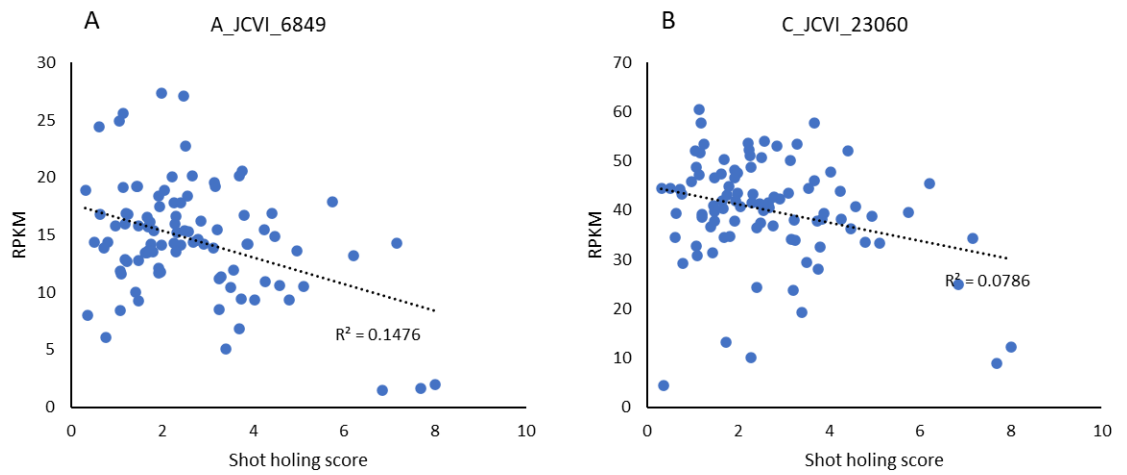 A
A_JCVI_6849
30
25
20
15
10
5
0
RPKM
R² = 0.1476
0 2 4 6 8 10
Shot holing score
B
C_JCVI_23060
70
60
50
40
30
20
10
0
RPKM
R² = 0.0786
0 2 4 6 8 10
Shot holing score